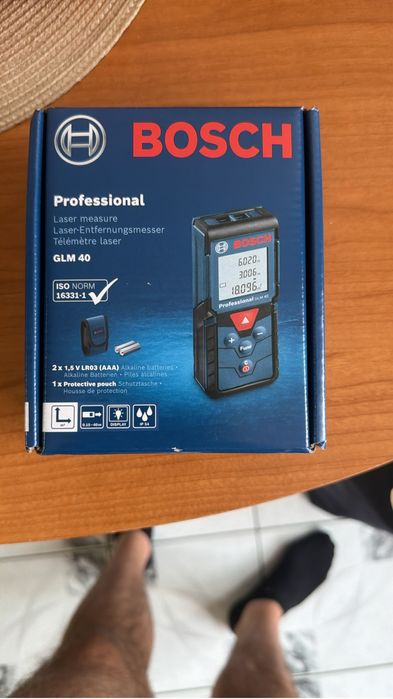 BOSCH
Professional
Laser measure
Laser-Entfernungsmesser
Télémètre laser
GLM 40
ISO NORM
16331-1
BOSCH
6.020
3.006
18.096
Professional GLM 40
Func
2 x 1,5 V LR03 (AAA) Alkaline batteries •
Alkaline Batterien • Piles alcalines
1 x Protective pouch Schutztasche •
Housse de protection
0.15 - 40 m
DISPLAY
IP 54